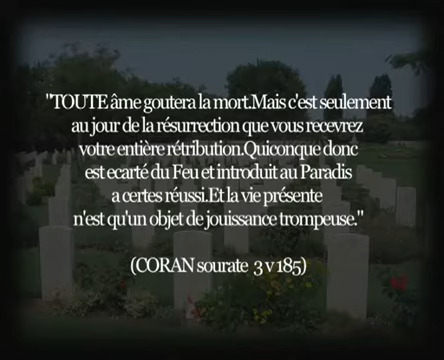 "TOUTE âme goutera la mort.Mais c'est seulement
au jour de la résurrection que vous recevrez
votre entière rétribution.Quiconque donc
est ecarté du Feu et introduit au Paradis
a certes réussi.Et la vie présente
n'est qu'un objet de jouissance trompeuse."
(CORAN sourate 3 v 185)